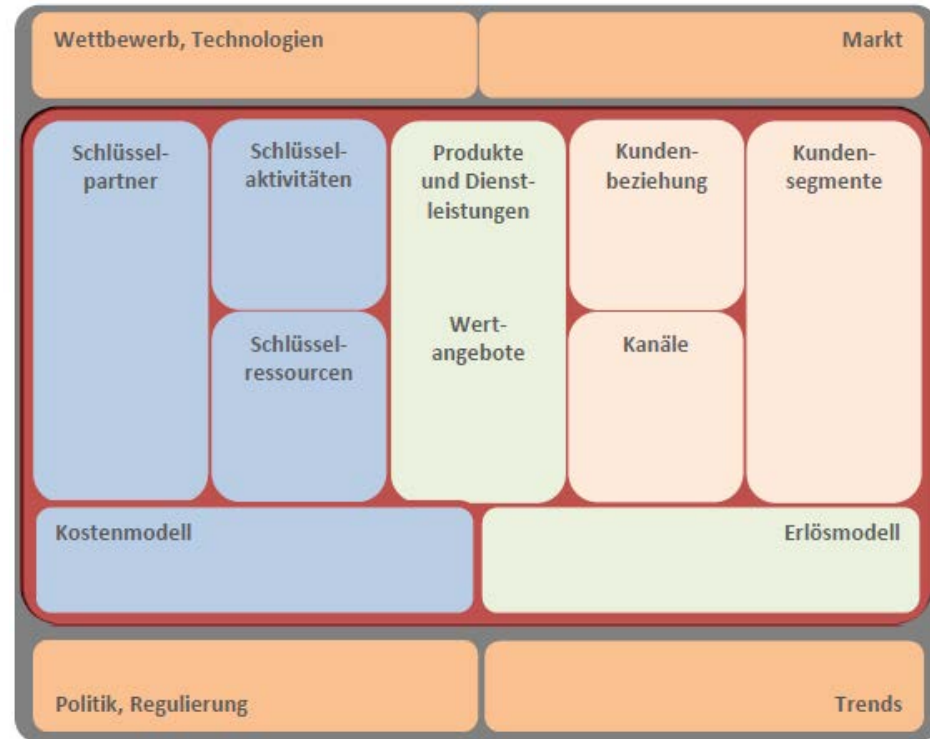 Wettbewerb, Technologien
Markt
Schlüssel-
partner
Schlüssel-
aktivitäten
Schlüssel-
ressourcen
Produkte
und Dienst-
leistungen
Wert-
angebote
Kunden-
beziehung
Kanäle
Kunden-
segmente
Kostenmodell
Erlösmodell
Politik, Regulierung
Trends